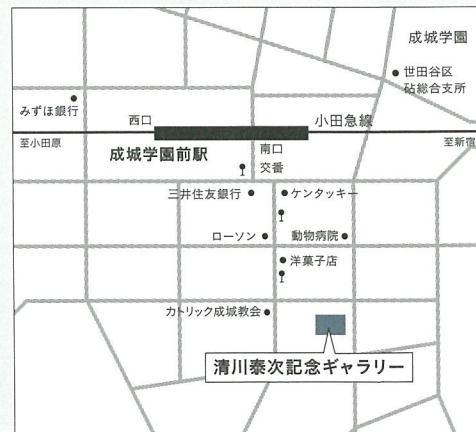 成城学園
世田谷区
砧総合支所
みずほ銀行
西口
小田急線
至小田原
至新宿
成城学園前駅
南口
交番
三井住友銀行
ケンタッキー
ローソン
動物病院
洋菓子店
カトリック成城教会
清川泰次記念ギャラリー